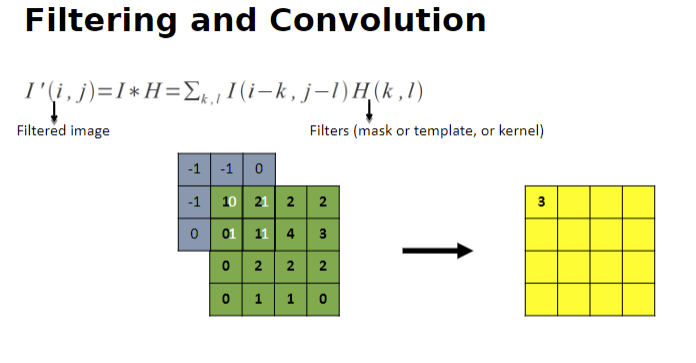 Filtering and Convolution
I'(i,j)=I*H=∑k,l I(i−k,j−l)H(k,l)
Filtered image
Filters (mask or template, or kernel)
-1 -1 0
-1 10 21 2 2 3
0 01 11 4 3
0 2 2 2
0 1 1 0